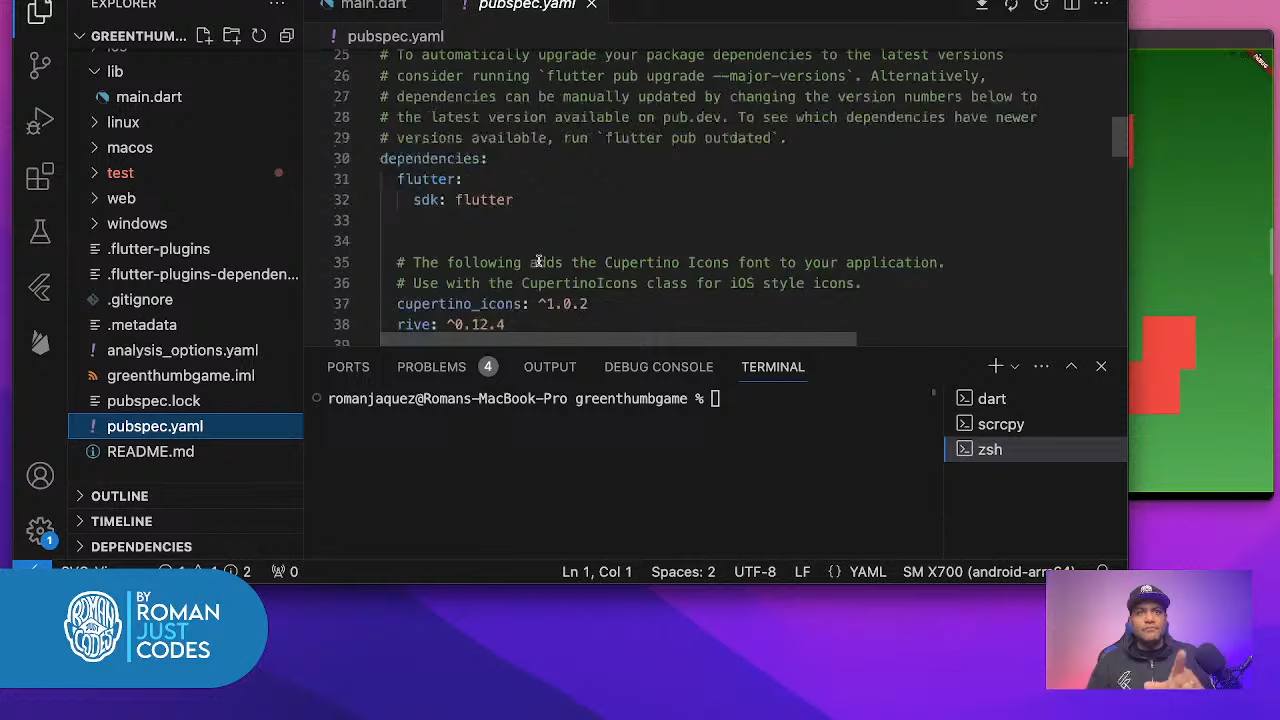 EXPLORER
main.dart
! pubspec.yaml
GREENTHUM...
! pubspec.yaml
lib
main.dart
linux
macos
test
web
windows
.flutter-plugins
.flutter-plugins-depende­n...
.gitignore
.metadata
! analysis_options.yaml
greenthumbgame.iml
pubspec.lock
! pubspec.yaml
README.md
OUTLINE
TIMELINE
DEPENDENCIES
1
25 # To automatically upgrade your package dependencies to the latest versions
26 # consider running `flutter pub upgrade --major-versions`. Alternatively,
27 # dependencies can be manually updated by changing the version numbers below to
28 # the latest version available on pub.dev. To see which dependencies have newer
29 # versions available, run `flutter pub outdated`.
30 dependencies:
31 flutter:
32 sdk: flutter
33
34
35 # The following adds the Cupertino Icons font to your application.
36 # Use with the CupertinoIcons class for iOS style icons.
37 cupertino_icons: ^1.0.2
38 rive: ^0.12.4
39
PORTS PROBLEMS 4 OUTPUT DEBUG CONSOLE TERMINAL
romanjaquez@Romans-MacBook-Pro greenthumbgame %
dart
scrcpy
zsh
2 0 Ln 1, Col 1 Spaces: 2 UTF-8 LF {} YAML SM X700
BY
ROMAN
JUST
CODES
ROMAN
CODES